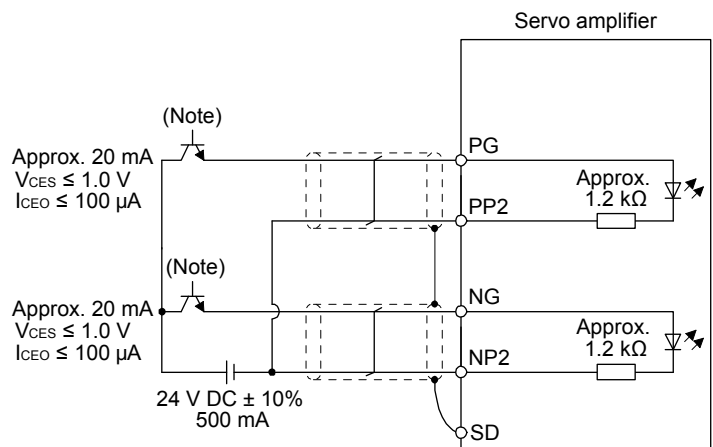 Servo amplifier
(Note)
Approx. 20 mA
VCES ≤ 1.0 V
ICEO ≤ 100 µA
PG
Approx.
1.2 kΩ
PP2
(Note)
Approx. 20 mA
VCES ≤ 1.0 V
ICEO ≤ 100 µA
NG
Approx.
1.2 kΩ
NP2
24 V DC ± 10%
500 mA
SD